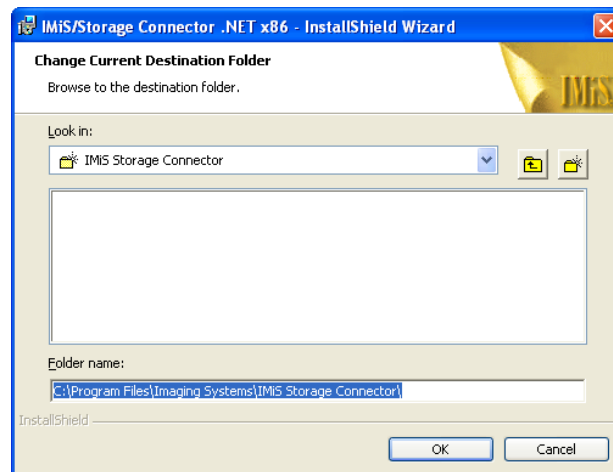 IMiS/Storage Connector .NET x86 - InstallShield Wizard
Change Current Destination Folder
Browse to the destination folder.
IMiS
Look in:
IMiS Storage Connector
Folder name:
C:\Program Files\Imaging Systems\IMiS Storage Connector\
InstallShield
OK
Cancel